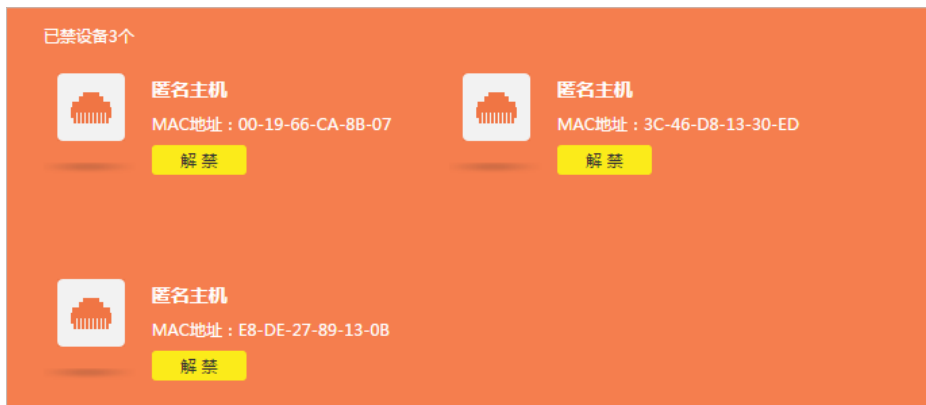 已禁设备3个
匿名主机
MAC地址：00-19-66-CA-8B-07
解 禁
匿名主机
MAC地址：3C-46-D8-13-30-ED
解 禁
匿名主机
MAC地址：E8-DE-27-89-13-0B
解 禁